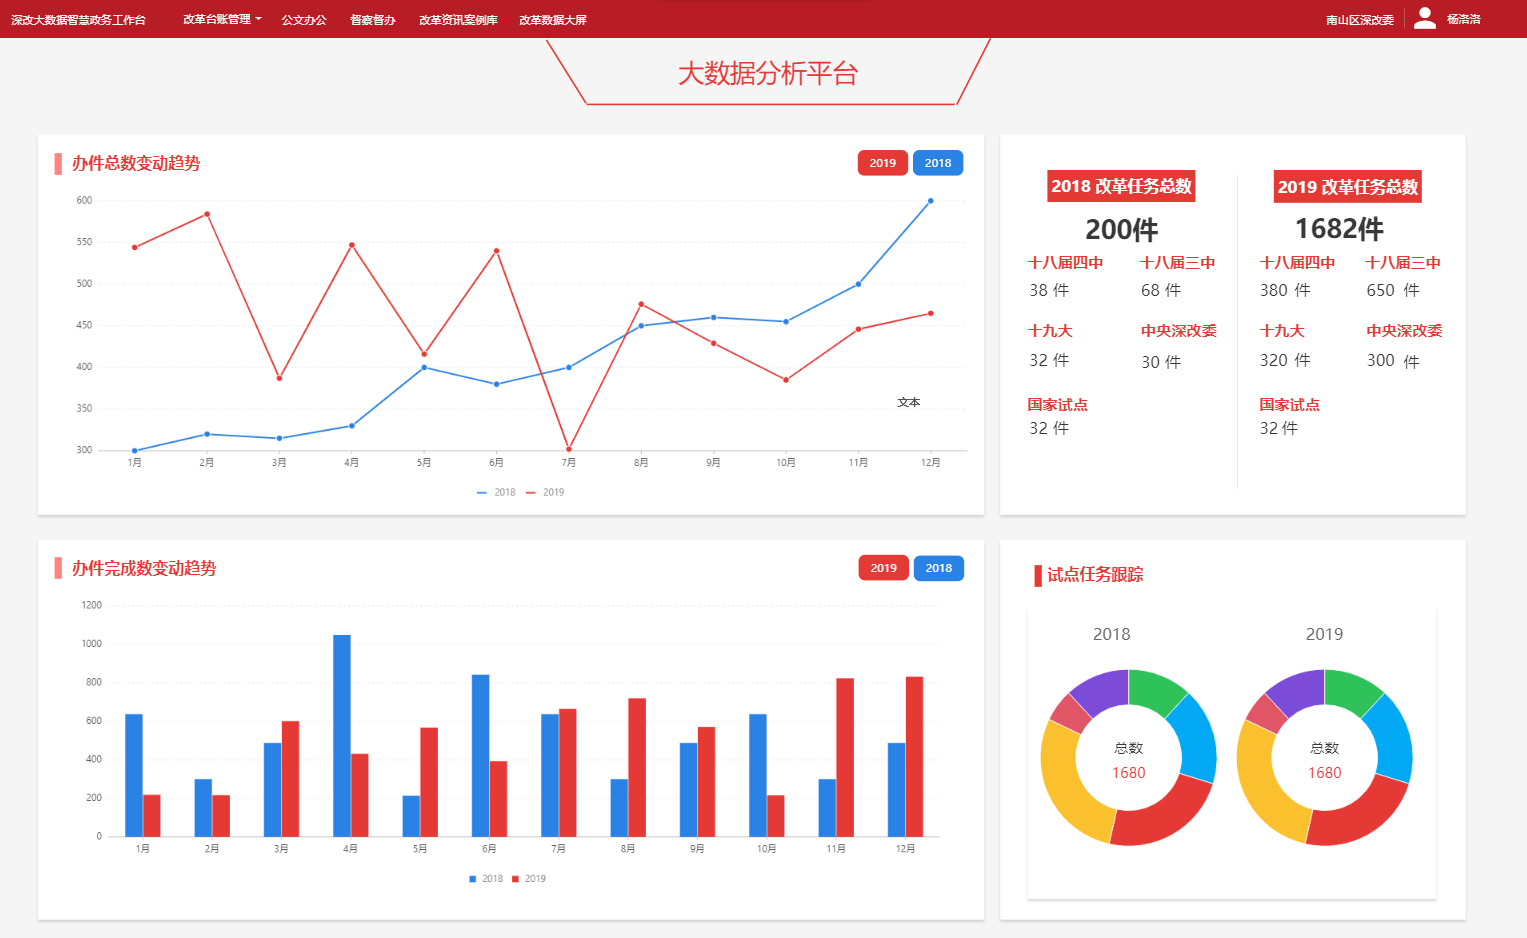 深改大数据智慧政务工作台 改革台账管理 公文办公 督察督办 改革资讯案例库 改革数据大屏 南山区深改委 杨洛洛
大数据分析平台
办件总数变动趋势 2019 2018
600
550
500
450
400
350
300
文本
1月 2月 3月 4月 5月 6月 7月 8月 9月 10月 11月 12月
2018 2019
2018 改革任务总数 2019 改革任务总数
200件 1682件
十八届四中 十八届三中 十八届四中 十八届三中
38 件 68 件 380 件 650 件
十九大 中央深改委 十九大 中央深改委
32 件 30 件 320 件 300 件
国家试点 国家试点
32 件 32 件
办件完成数变动趋势 2019 2018
1200
1000
800
600
400
200
0
1月 2月 3月 4月 5月 6月 7月 8月 9月 10月 11月 12月
2018 2019
试点任务跟踪
2018 2019
总数 总数
1680 1680